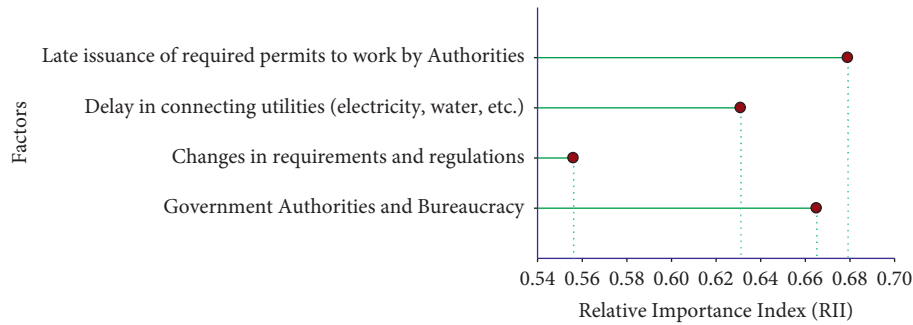 Factors
Late issuance of required permits to work by Authorities
Delay in connecting utilities (electricity, water, etc.)
Changes in requirements and regulations
Government Authorities and Bureaucracy
0.54 0.56 0.58 0.60 0.62 0.64 0.66 0.68 0.70
Relative Importance Index (RII)